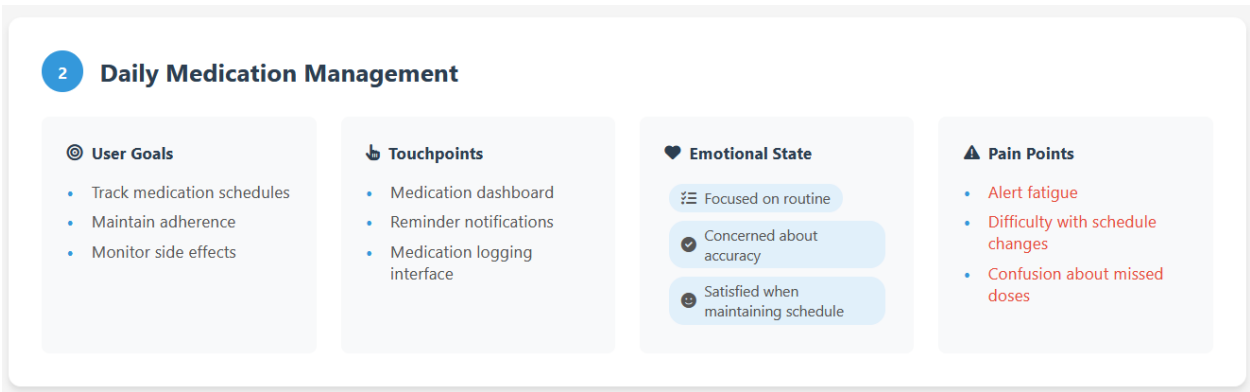 2
Daily Medication Management
User Goals
Track medication schedules
Maintain adherence
Monitor side effects
Touchpoints
Medication dashboard
Reminder notifications
Medication logging
interface
Emotional State
Focused on routine
Concerned about
accuracy
Satisfied when
maintaining schedule
Pain Points
Alert fatigue
Difficulty with schedule
changes
Confusion about missed
doses